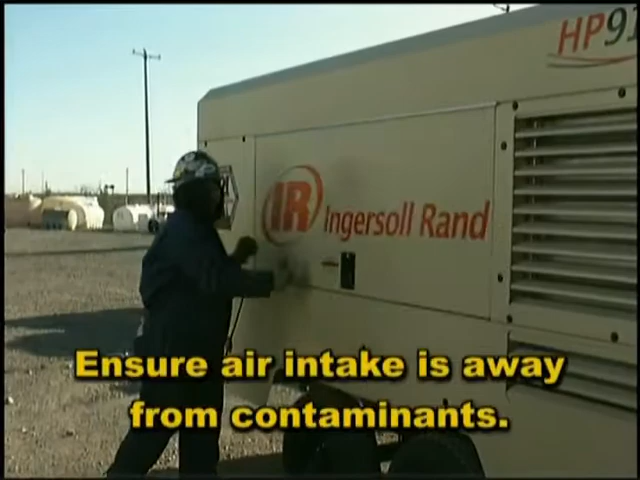 HP91
IR Ingersoll Rand
Ensure air intake is away
from contaminants.